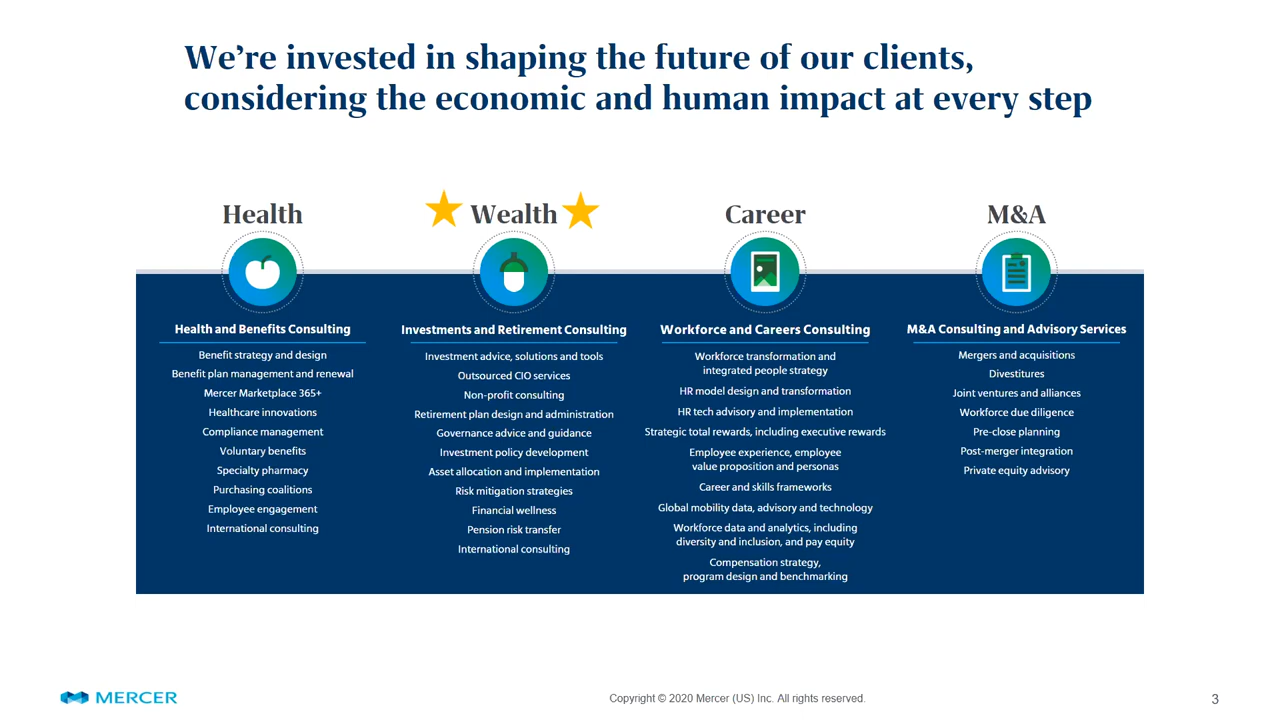 We’re invested in shaping the future of our clients,
considering the economic and human impact at every step
Health
Health and Benefits Consulting
Benefit strategy and design
Benefit plan management and renewal
Mercer Marketplace 365+
Healthcare innovations
Compliance management
Voluntary benefits
Specialty pharmacy
Purchasing coalitions
Employee engagement
International consulting
Wealth
Investments and Retirement Consulting
Investment advice, solutions and tools
Outsourced CIO services
Non-profit consulting
Retirement plan design and administration
Governance advice and guidance
Investment policy development
Asset allocation and implementation
Risk mitigation strategies
Financial wellness
Pension risk transfer
International consulting
Career
Workforce and Careers Consulting
Workforce transformation and
integrated people strategy
HR model design and transformation
HR tech advisory and implementation
Strategic total rewards, including executive rewards
Employee experience, employee
value proposition and personas
Career and skills frameworks
Global mobility data, advisory and technology
Workforce data and analytics, including
diversity and inclusion, and pay equity
Compensation strategy,
program design and benchmarking
M&A
M&A Consulting and Advisory Services
Mergers and acquisitions
Divestitures
Joint ventures and alliances
Workforce due diligence
Pre-close planning
Post-merger integration
Private equity advisory
MERCER
Copyright © 2020 Mercer (US) Inc. All rights reserved.
3